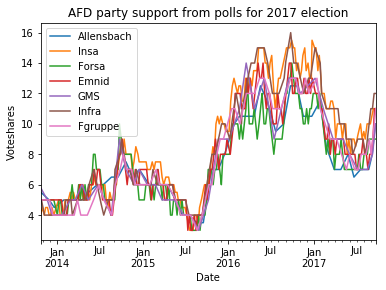 AFD party support from polls for 2017 election
Voteshares
16
14
12
10
8
6
4
Allensbach
Insa
Forsa
Emnid
GMS
Infra
Fgruppe
Jan Jul Jan Jul Jan Jul Jan Jul
2014 2015 2016 2017
Date